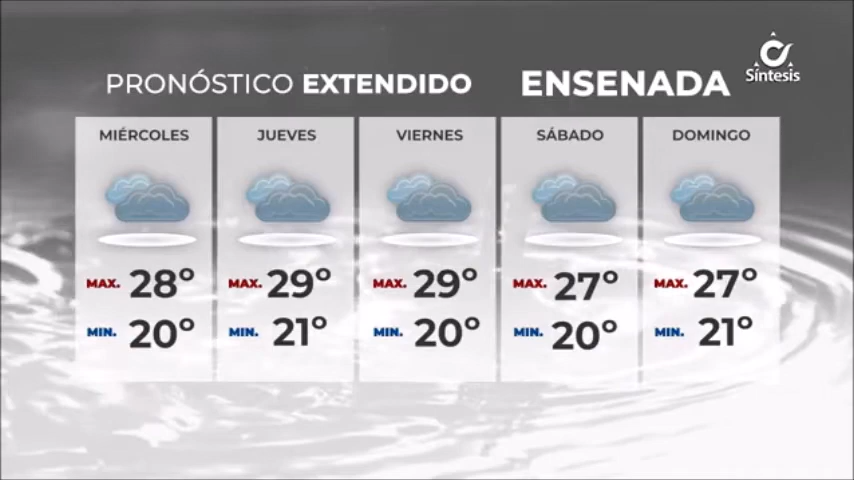 PRONÓSTICO EXTENDIDO ENSENADA
Síntesis
MIÉRCOLES JUEVES VIERNES SÁBADO DOMINGO
MAX. 28° MAX. 29° MAX. 29° MAX. 27° MAX. 27°
MIN. 20° MIN. 21° MIN. 20° MIN. 20° MIN. 21°